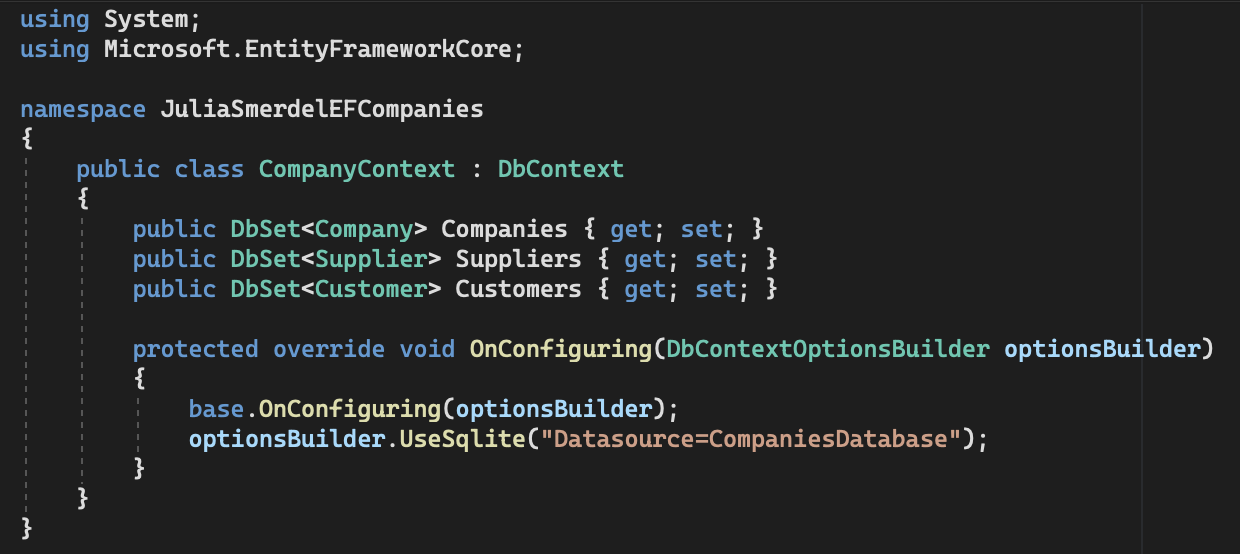 using System;
using Microsoft.EntityFrameworkCore;
namespace JuliaSmerdelEFCompanies
{
public class CompanyContext : DbContext
{
public DbSet<Company> Companies { get; set; }
public DbSet<Supplier> Suppliers { get; set; }
public DbSet<Customer> Customers { get; set; }
protected override void OnConfiguring(DbContextOptionsBuilder optionsBuilder)
{
base.OnConfiguring(optionsBuilder);
optionsBuilder.UseSqlite("Datasource=CompaniesDatabase");
}
}
}